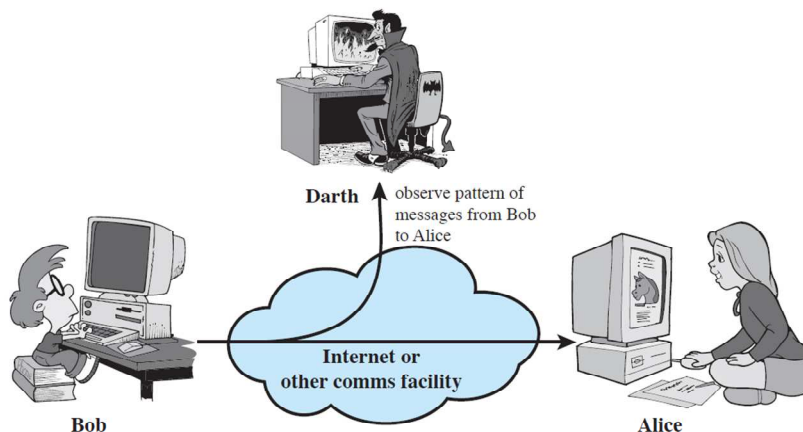 Darth
observe pattern of
messages from Bob
to Alice
Internet or
other comms facility
Bob
Alice